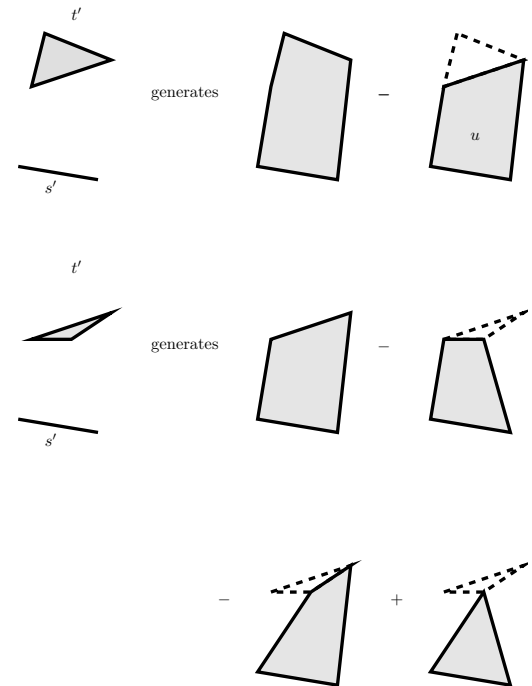 t′
generates
−
u
s′
t′
generates
−
s′
−
+